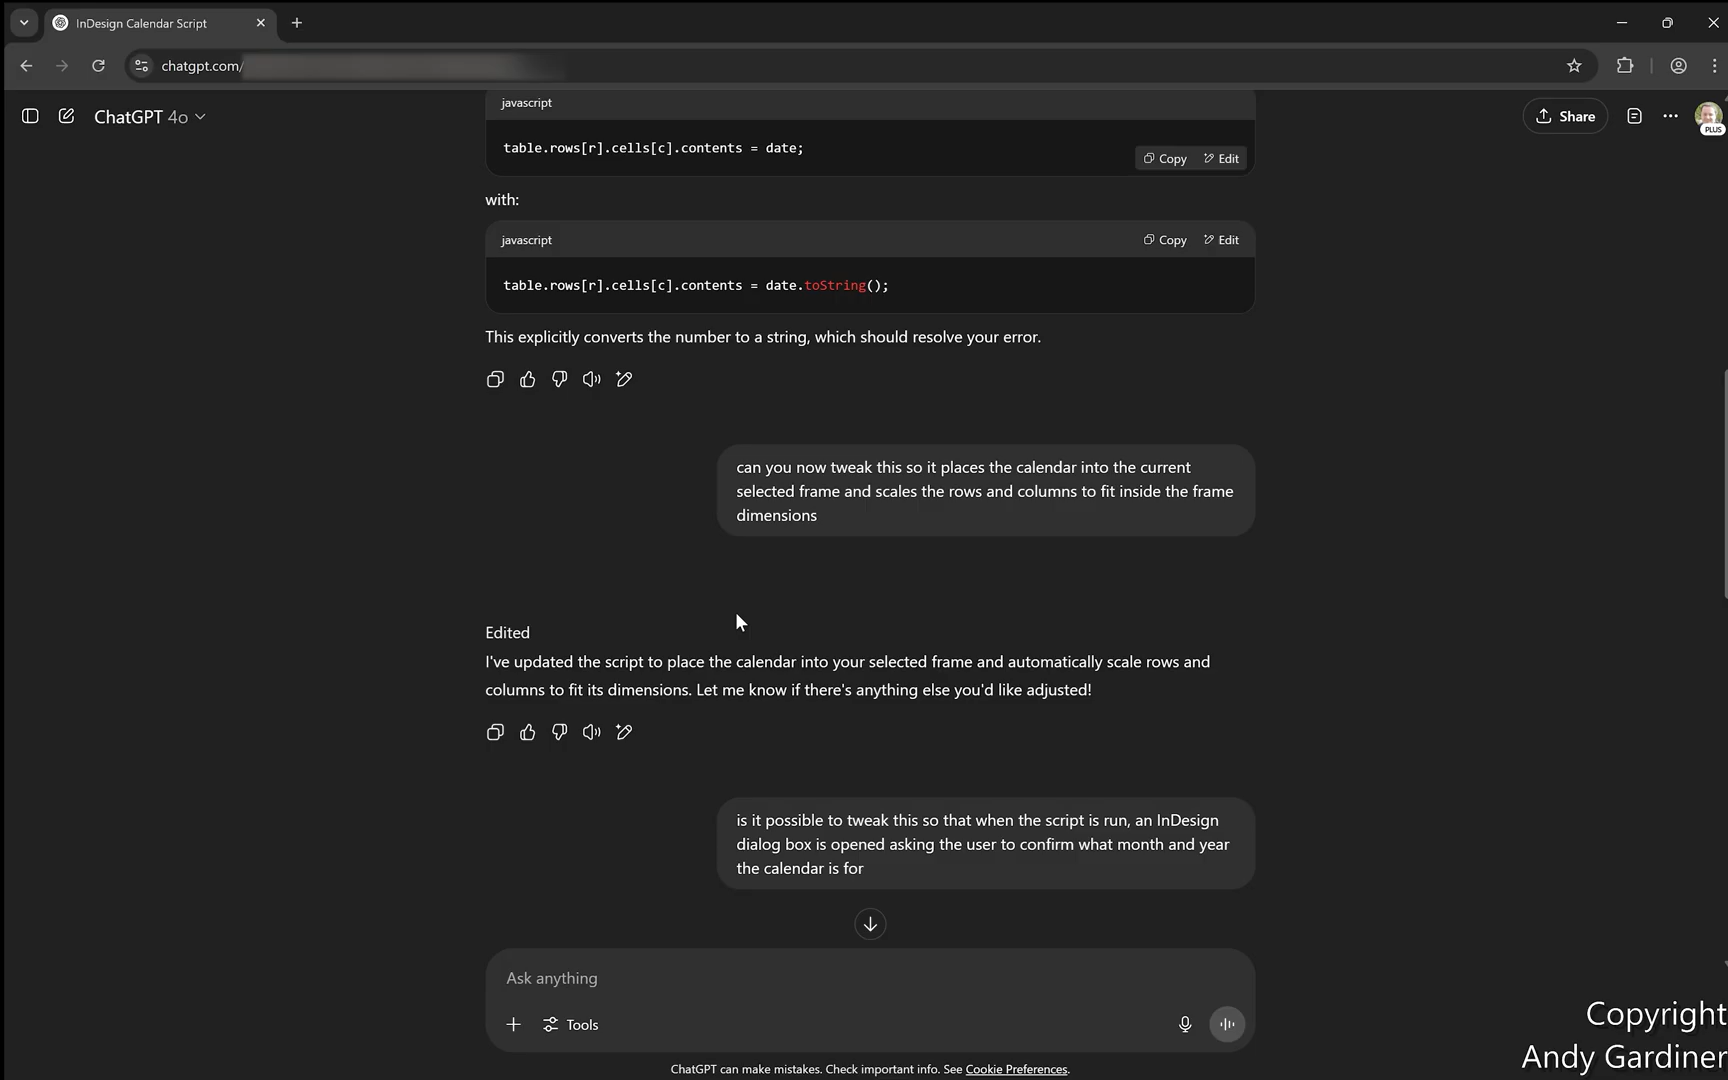 InDesign Calendar Script
chatgpt.com/
ChatGPT 4o
Share
PLUS
javascript
table.rows[r].cells[c].contents = date;
Copy Edit
with:
javascript
Copy Edit
table.rows[r].cells[c].contents = date.toString();
This explicitly converts the number to a string, which should resolve your error.
can you now tweak this so it places the calendar into the current
selected frame and scales the rows and columns to fit inside the frame
dimensions
Edited
I've updated the script to place the calendar into your selected frame and automatically scale rows and
columns to fit its dimensions. Let me know if there's anything else you'd like adjusted!
is it possible to tweak this so that when the script is run, an InDesign
dialog box is opened asking the user to confirm what month and year
the calendar is for
Ask anything
Tools
ChatGPT can make mistakes. Check important info. See Cookie Preferences.
Copyright
Andy Gardiner